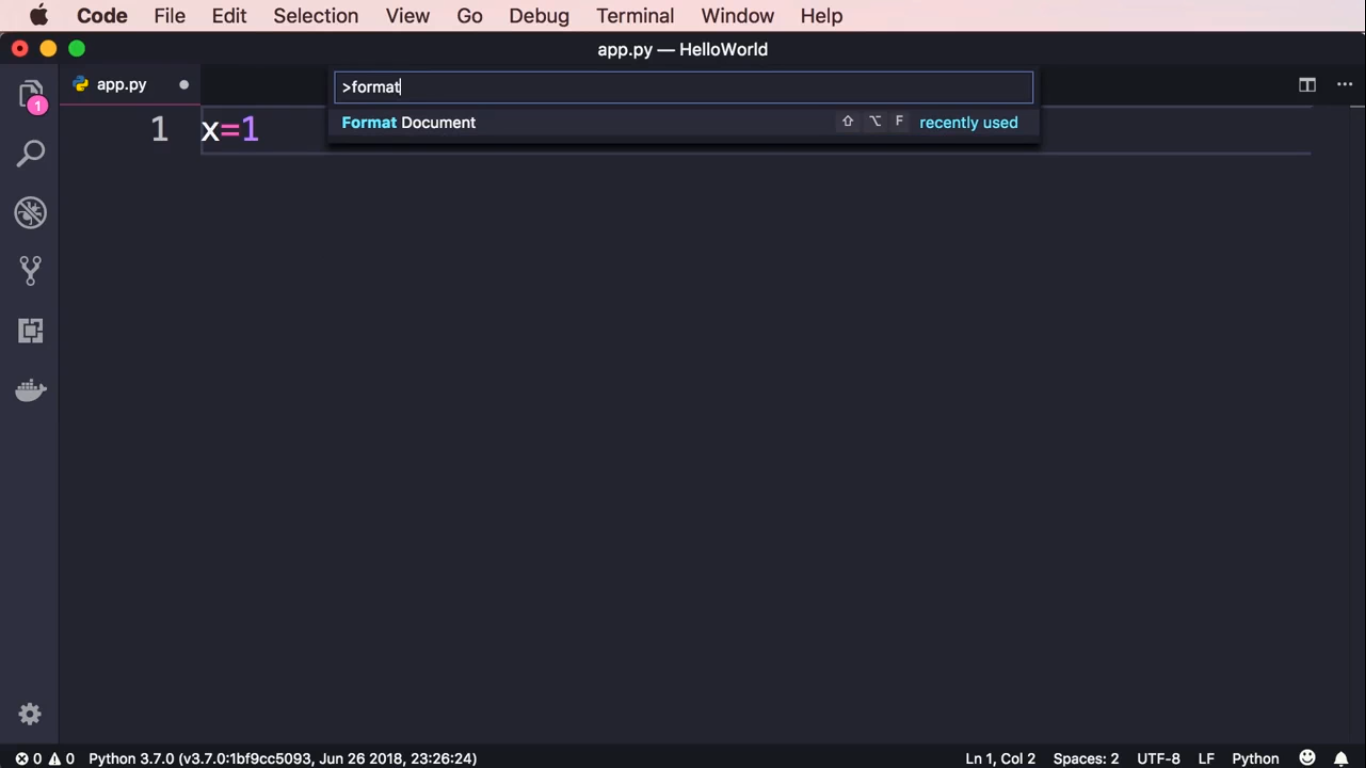 Code File Edit Selection View Go Debug Terminal Window Help
app.py — HelloWorld
app.py
>format
1
Format Document ⇧ ⌥ F recently used
1 x=1
0 0 Python 3.7.0 (v3.7.0:1bf9cc5093, Jun 26 2018, 23:26:24) Ln 1, Col 2 Spaces: 2 UTF-8 LF Python